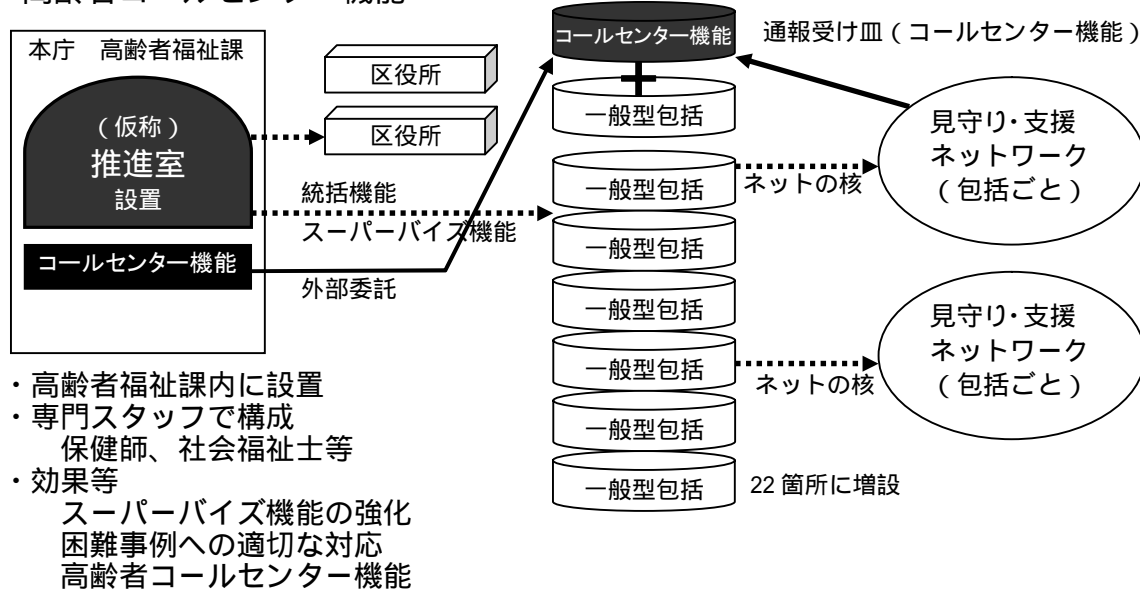 高齢者コールセンター機能
本庁 高齢者福祉課
(仮称)
推進室
設置
コールセンター機能
区役所
区役所
統括機能
スーパーバイズ機能
外部委託
コールセンター機能
一般型包括
一般型包括
一般型包括
一般型包括
一般型包括
一般型包括
一般型包括
通報受け皿(コールセンター機能)
見守り・支援
ネットワーク
(包括ごと)
ネットの核
見守り・支援
ネットワーク
(包括ごと)
ネットの核
22 箇所に増設
・高齢者福祉課内に設置
・専門スタッフで構成
保健師、社会福祉士等
・効果等
スーパーバイズ機能の強化
困難事例への適切な対応
高齢者コールセンター機能